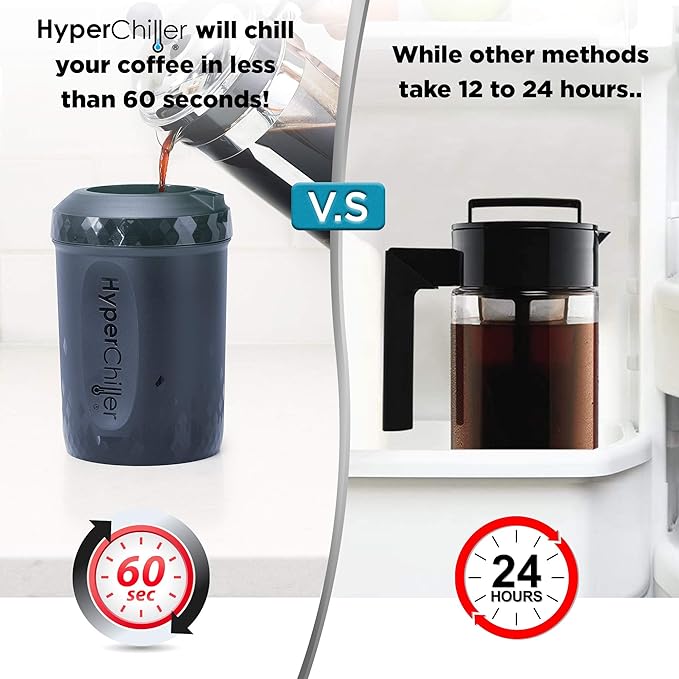 HyperChiller® will chill
your coffee in less
than 60 seconds!
While other methods
take 12 to 24 hours..
V.S
HyperChiller®
60
sec
24
HOURS